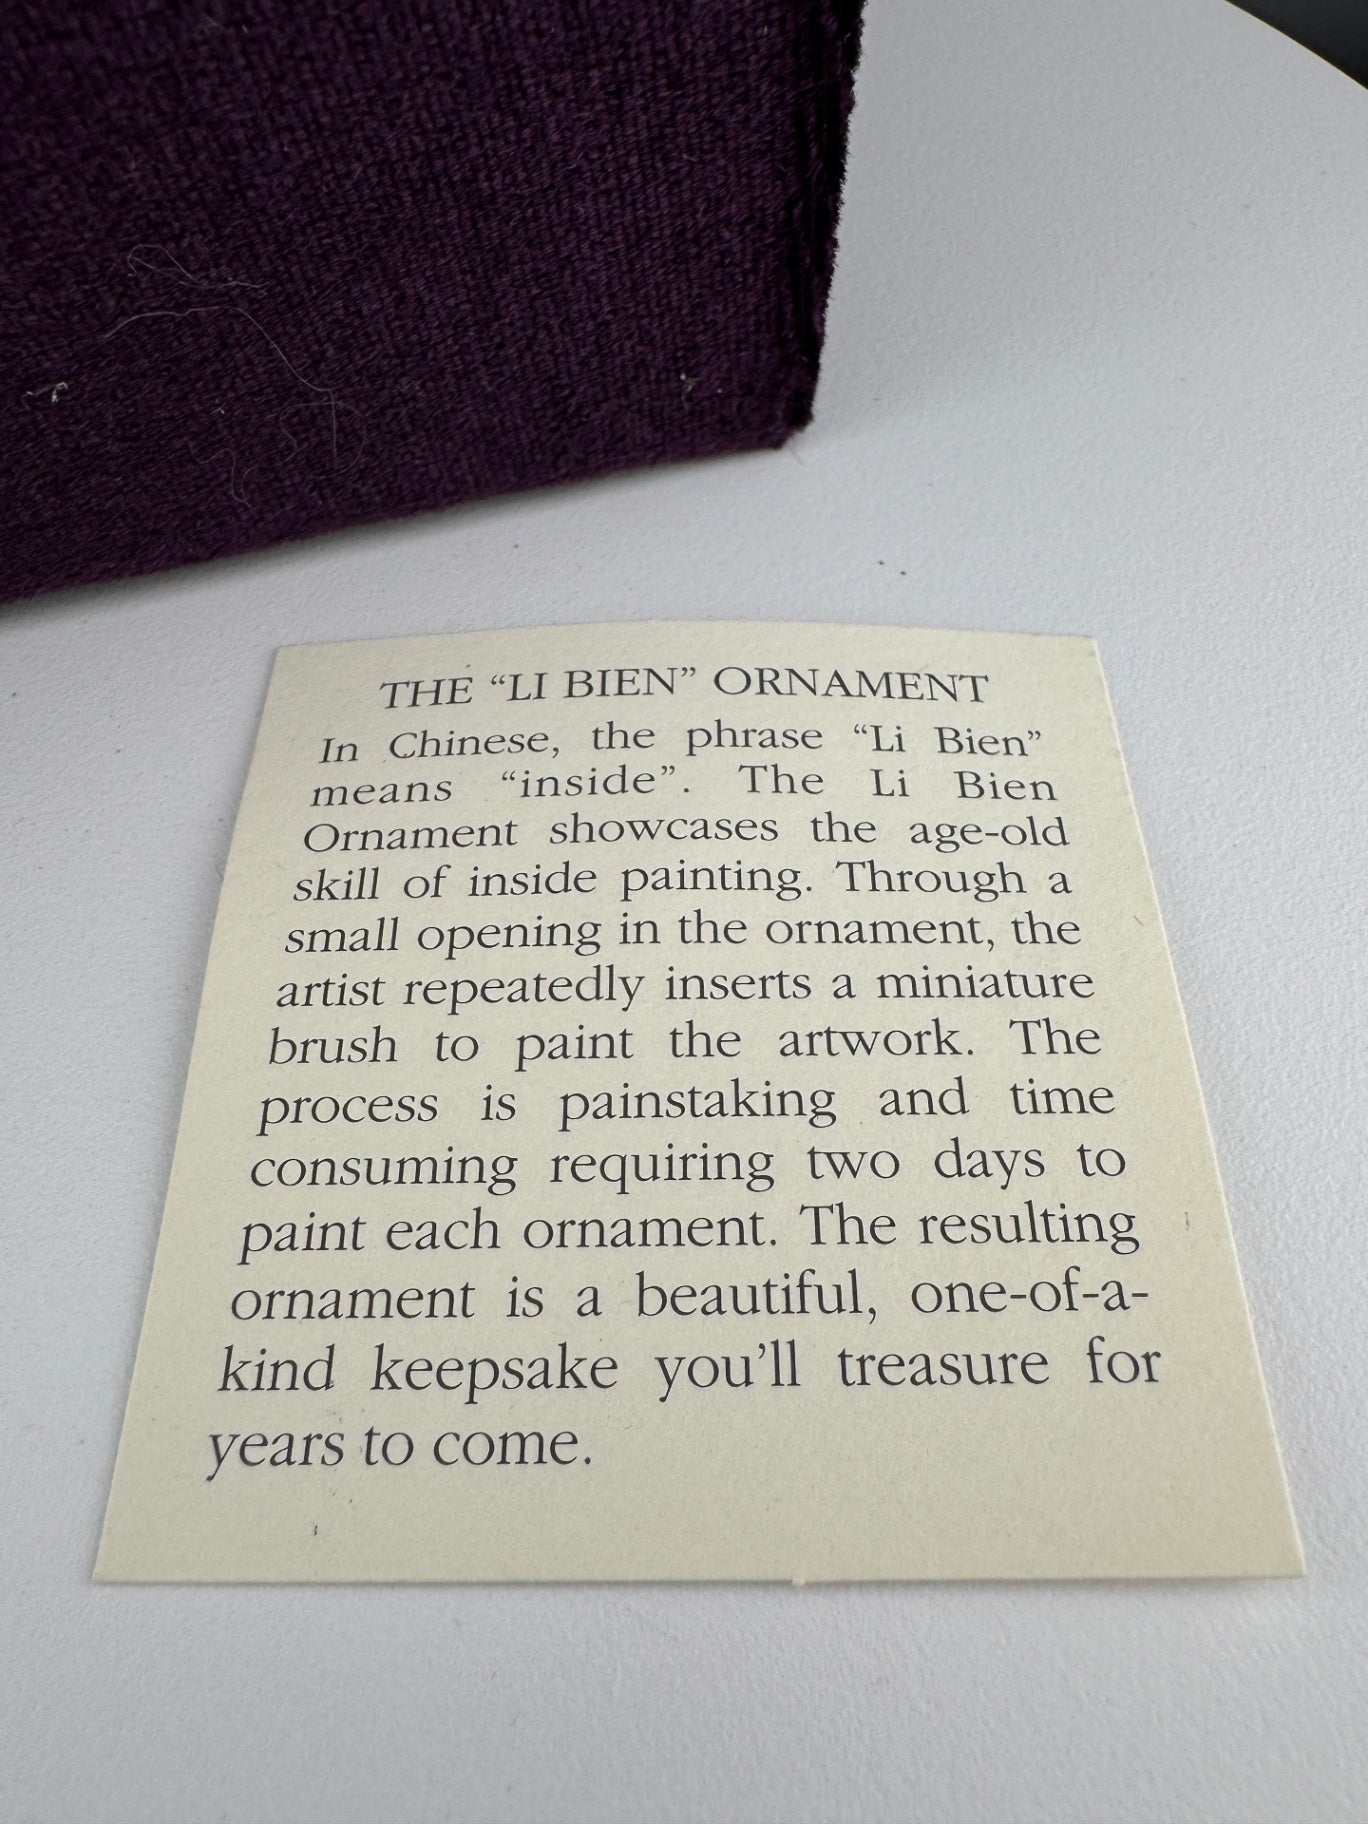 THE “LI BIEN” ORNAMENT
In Chinese, the phrase “Li Bien”
means “inside”. The Li Bien
Ornament showcases the age-old
skill of inside painting. Through a
small opening in the ornament, the
artist repeatedly inserts a miniature
brush to paint the artwork. The
process is painstaking and time
consuming requiring two days to
paint each ornament. The resulting
ornament is a beautiful, one-of-a-
kind keepsake you’ll treasure for
years to come.